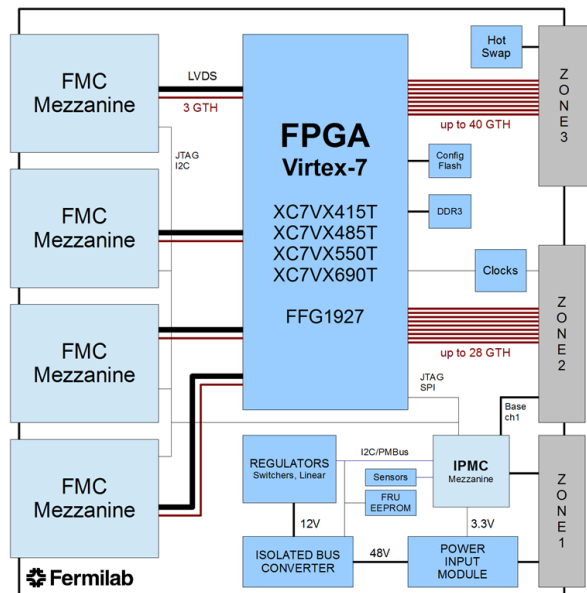 FMC
Mezzanine
LVDS
3 GTH
JTAG
I2C
FMC
Mezzanine
FMC
Mezzanine
FMC
Mezzanine
FPGA
Virtex-7
XC7VX415T
XC7VX485T
XC7VX550T
XC7VX690T
FFG1927
Hot
Swap
up to 40 GTH
Config
Flash
DDR3
Clocks
up to 28 GTH
ZONE3
ZONE2
ZONE1
JTAG
SPI
Base
ch1
REGULATORS
Switchers, Linear
I2C/PMBus
Sensors
FRU
EEPROM
IPMC
Mezzanine
12V
3.3V
ISOLATED BUS
CONVERTER
48V
POWER
INPUT
MODULE
Fermilab